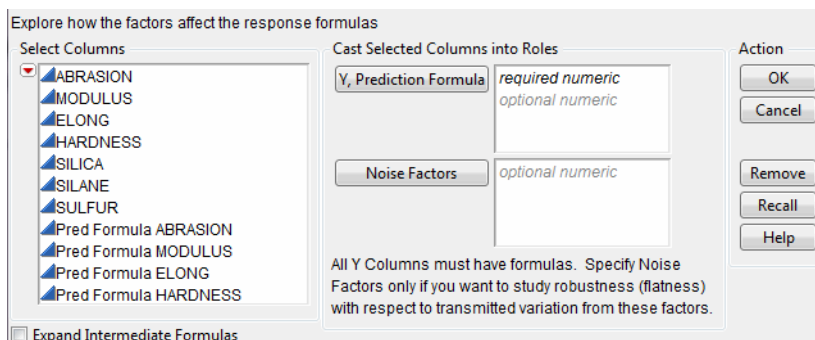 Explore how the factors affect the response formulas
Select Columns
ABRASION
MODULUS
ELONG
HARDNESS
SILICA
SILANE
SULFUR
Pred Formula ABRASION
Pred Formula MODULUS
Pred Formula ELONG
Pred Formula HARDNESS
Expand Intermediate Formulas
Cast Selected Columns into Roles
Y, Prediction Formula
required numeric
optional numeric
Noise Factors
optional numeric
All Y Columns must have formulas. Specify Noise
Factors only if you want to study robustness (flatness)
with respect to transmitted variation from these factors.
Action
OK
Cancel
Remove
Recall
Help